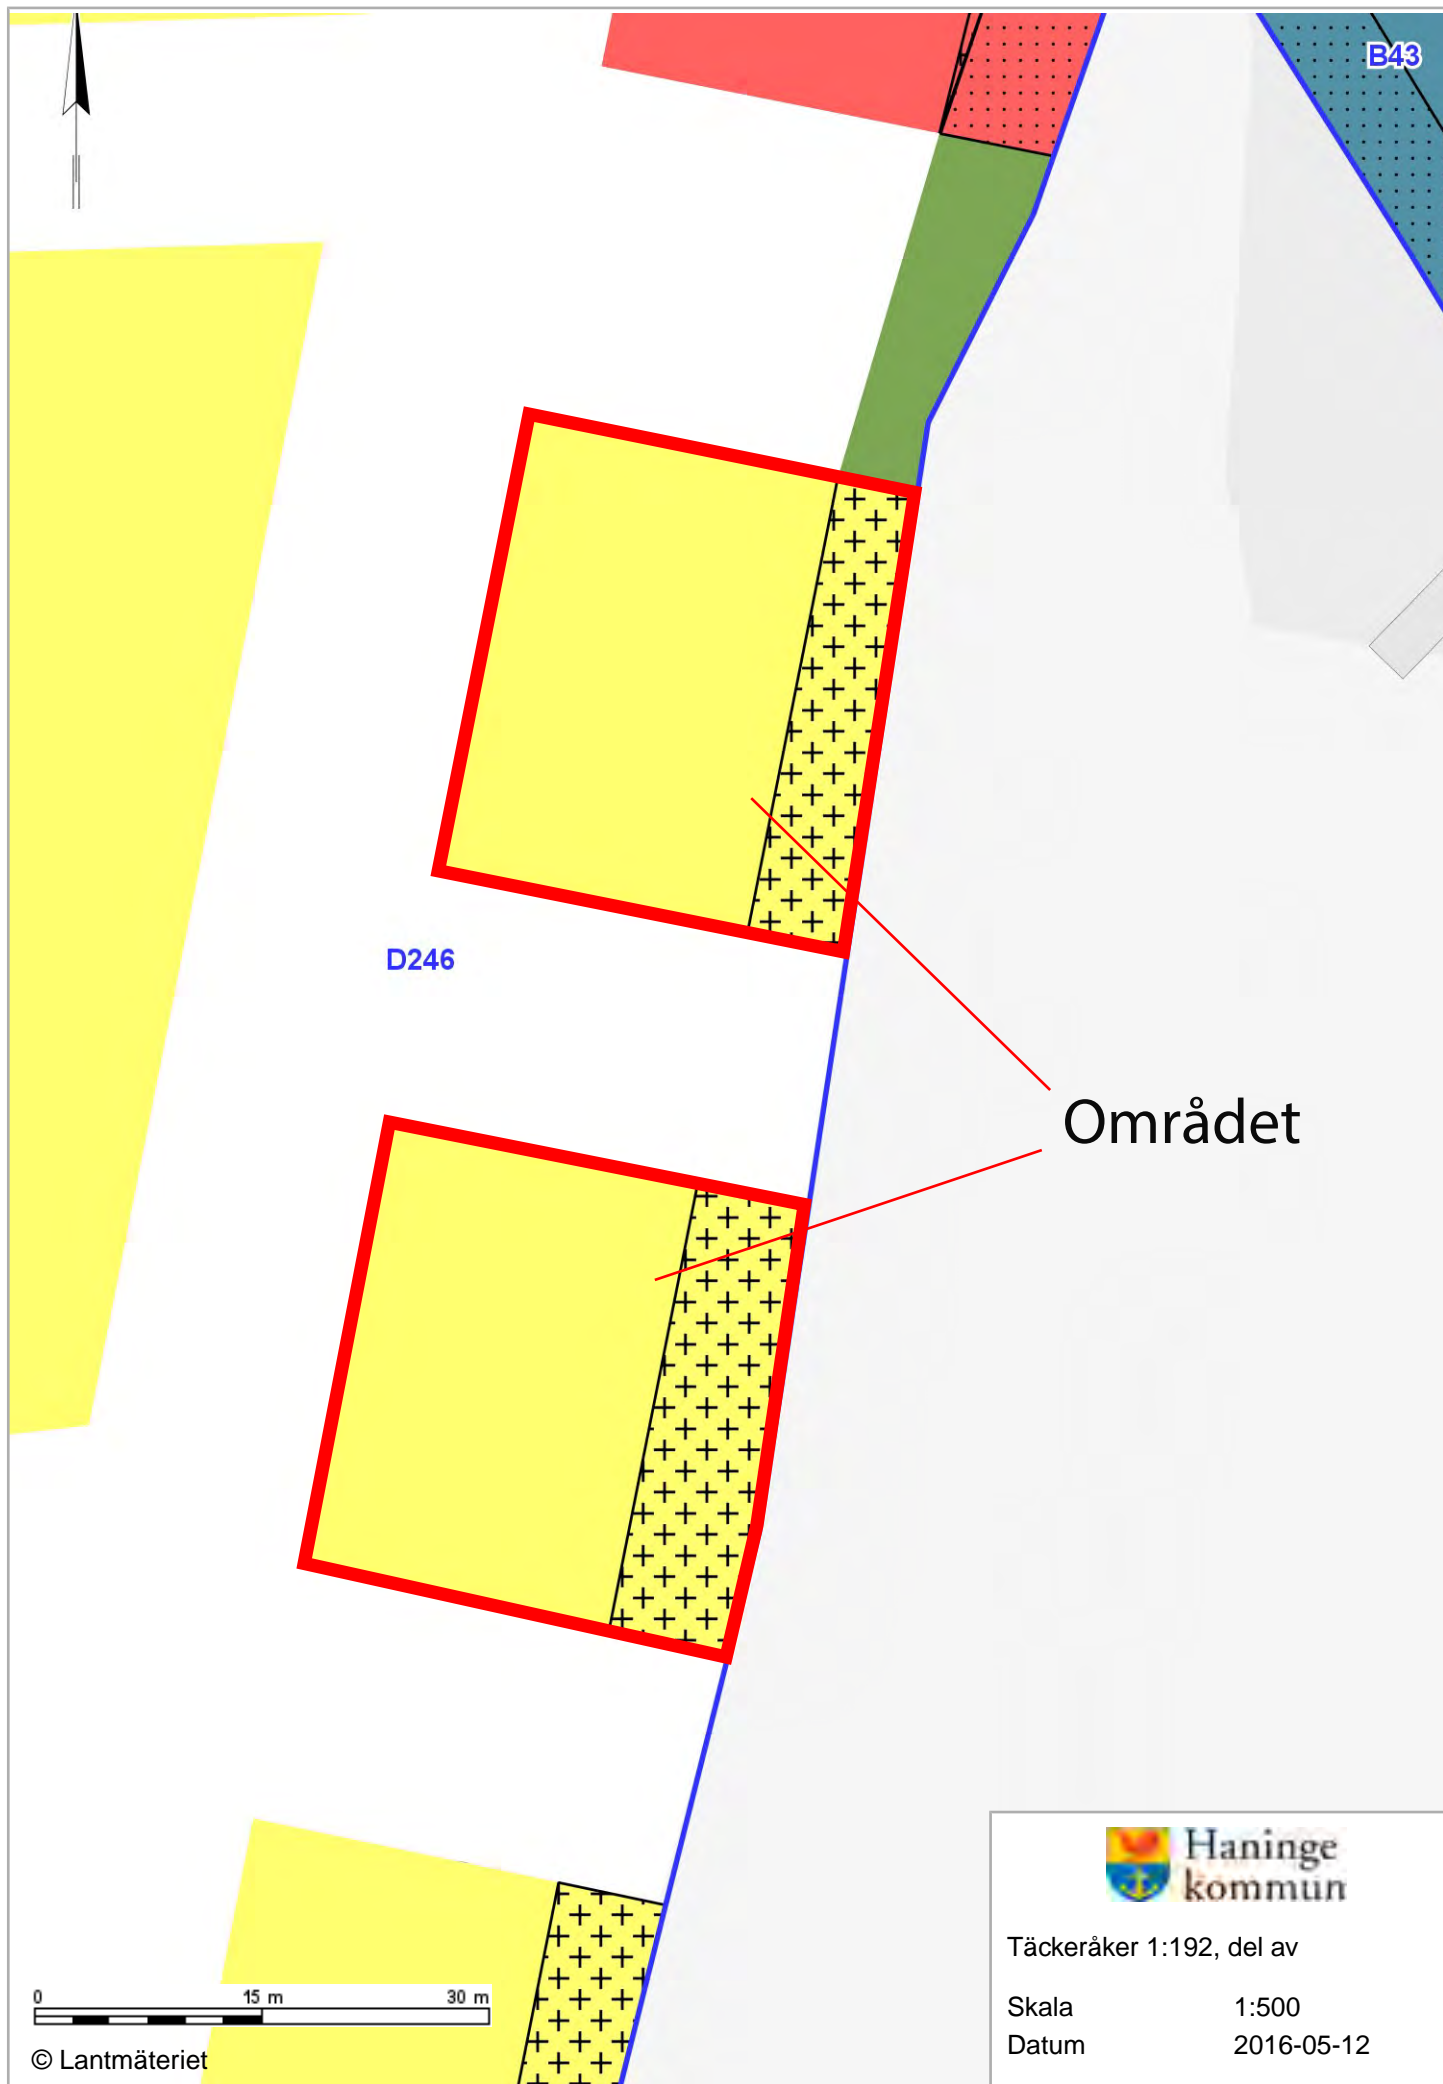 B43
D246
Området
Haninge
kommun
Täckeråker 1:192, del av
Skala 1:500
Datum 2016-05-12
0 15 m 30 m
© Lantmäteriet